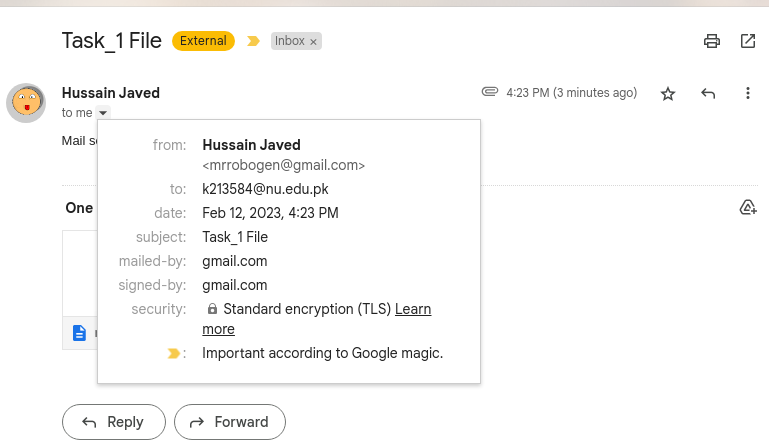 Task_1 File External Inbox ×
Hussain Javed 4:23 PM (3 minutes ago)
to me
Mail
from: Hussain Javed
<mrrobogen@gmail.com>
to: k213584@nu.edu.pk
date: Feb 12, 2023, 4:23 PM
subject: Task_1 File
One
mailed-by: gmail.com
signed-by: gmail.com
security: Standard encryption (TLS) Learn
more
: Important according to Google magic.
Reply Forward